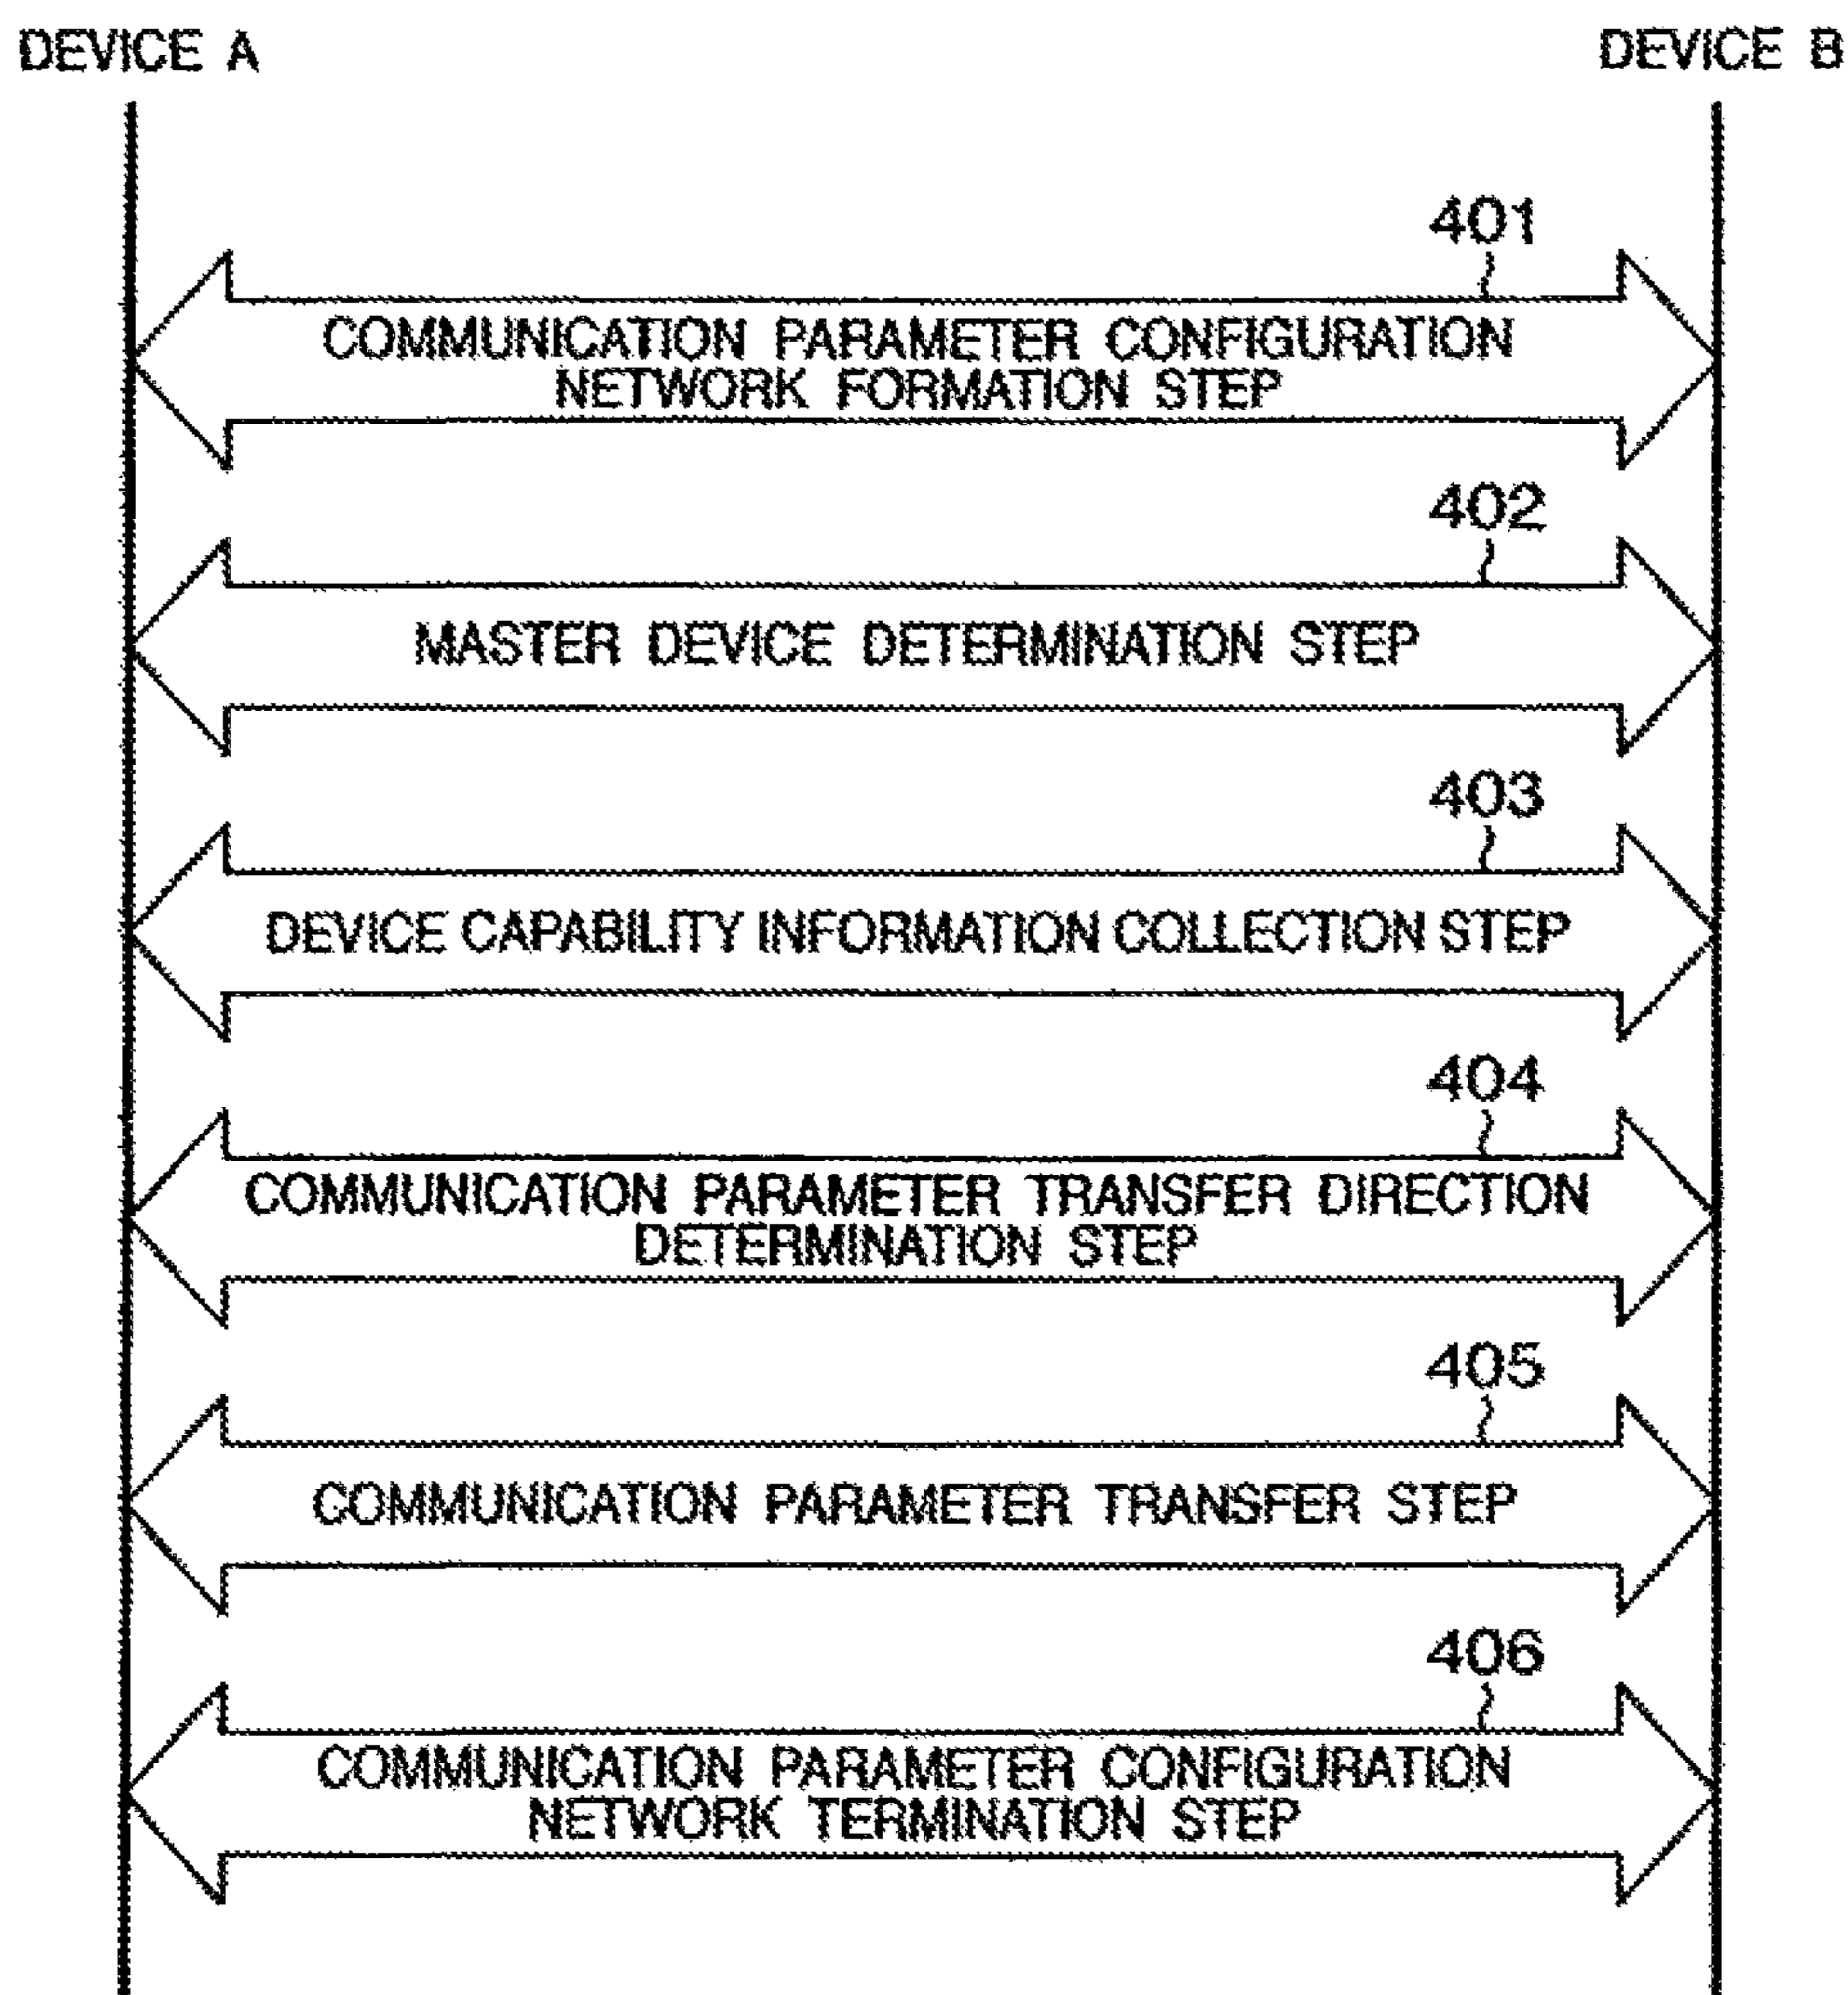 DEVICE A
DEVICE B
401
COMMUNICATION PARAMETER CONFIGURATION
NETWORK FORMATION STEP
402
MASTER DEVICE DETERMINATION STEP
403
DEVICE CAPABILITY INFORMATION COLLECTION STEP
404
COMMUNICATION PARAMETER TRANSFER DIRECTION
DETERMINATION STEP
405
COMMUNICATION PARAMETER TRANSFER STEP
406
COMMUNICATION PARAMETER CONFIGURATION
NETWORK TERMINATION STEP